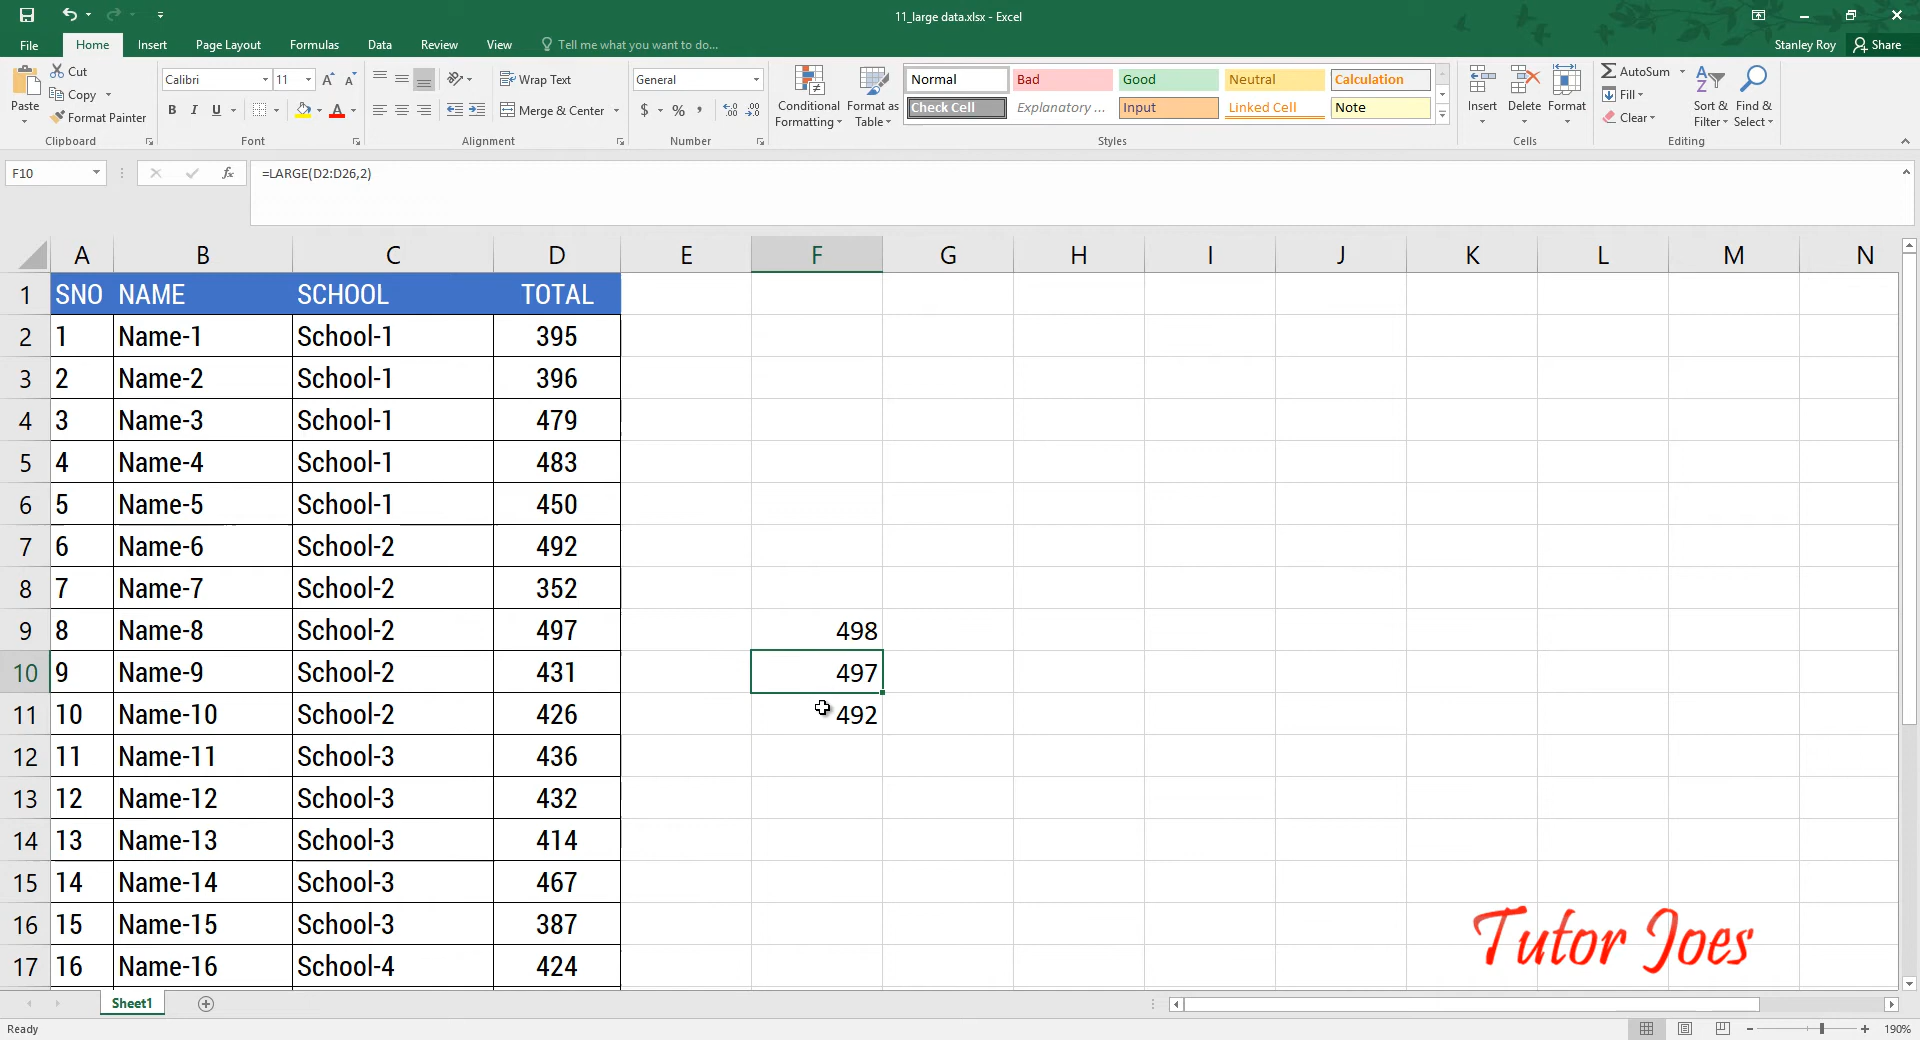 11_large data.xlsx - Excel
File Home Insert Page Layout Formulas Data Review View Tell me what you want to do... Stanley Roy Share
Paste
Cut
Copy
Format Painter
Clipboard
Calibri 11
B I U
Font
Wrap Text
Merge & Center
Alignment
General
$ % ,
Number
Conditional Formatting
Format as Table
Normal Bad Good Neutral Calculation
Check Cell Explanatory ... Input Linked Cell Note
Styles
Insert Delete Format
Cells
AutoSum
Fill
Clear
Sort & Filter
Find & Select
Editing
F10 fx =LARGE(D2:D26,2)
A B C D E F G H I J K L M N
1 SNO NAME SCHOOL TOTAL
2 1 Name-1 School-1 395
3 2 Name-2 School-1 396
4 3 Name-3 School-1 479
5 4 Name-4 School-1 483
6 5 Name-5 School-1 450
7 6 Name-6 School-2 492
8 7 Name-7 School-2 352
9 8 Name-8 School-2 497 498
10 9 Name-9 School-2 431 497
11 10 Name-10 School-2 426 492
12 11 Name-11 School-3 436
13 12 Name-12 School-3 432
14 13 Name-13 School-3 414
15 14 Name-14 School-3 467
16 15 Name-15 School-3 387
17 16 Name-16 School-4 424
Tutor Joes
Sheet1
Ready
190%